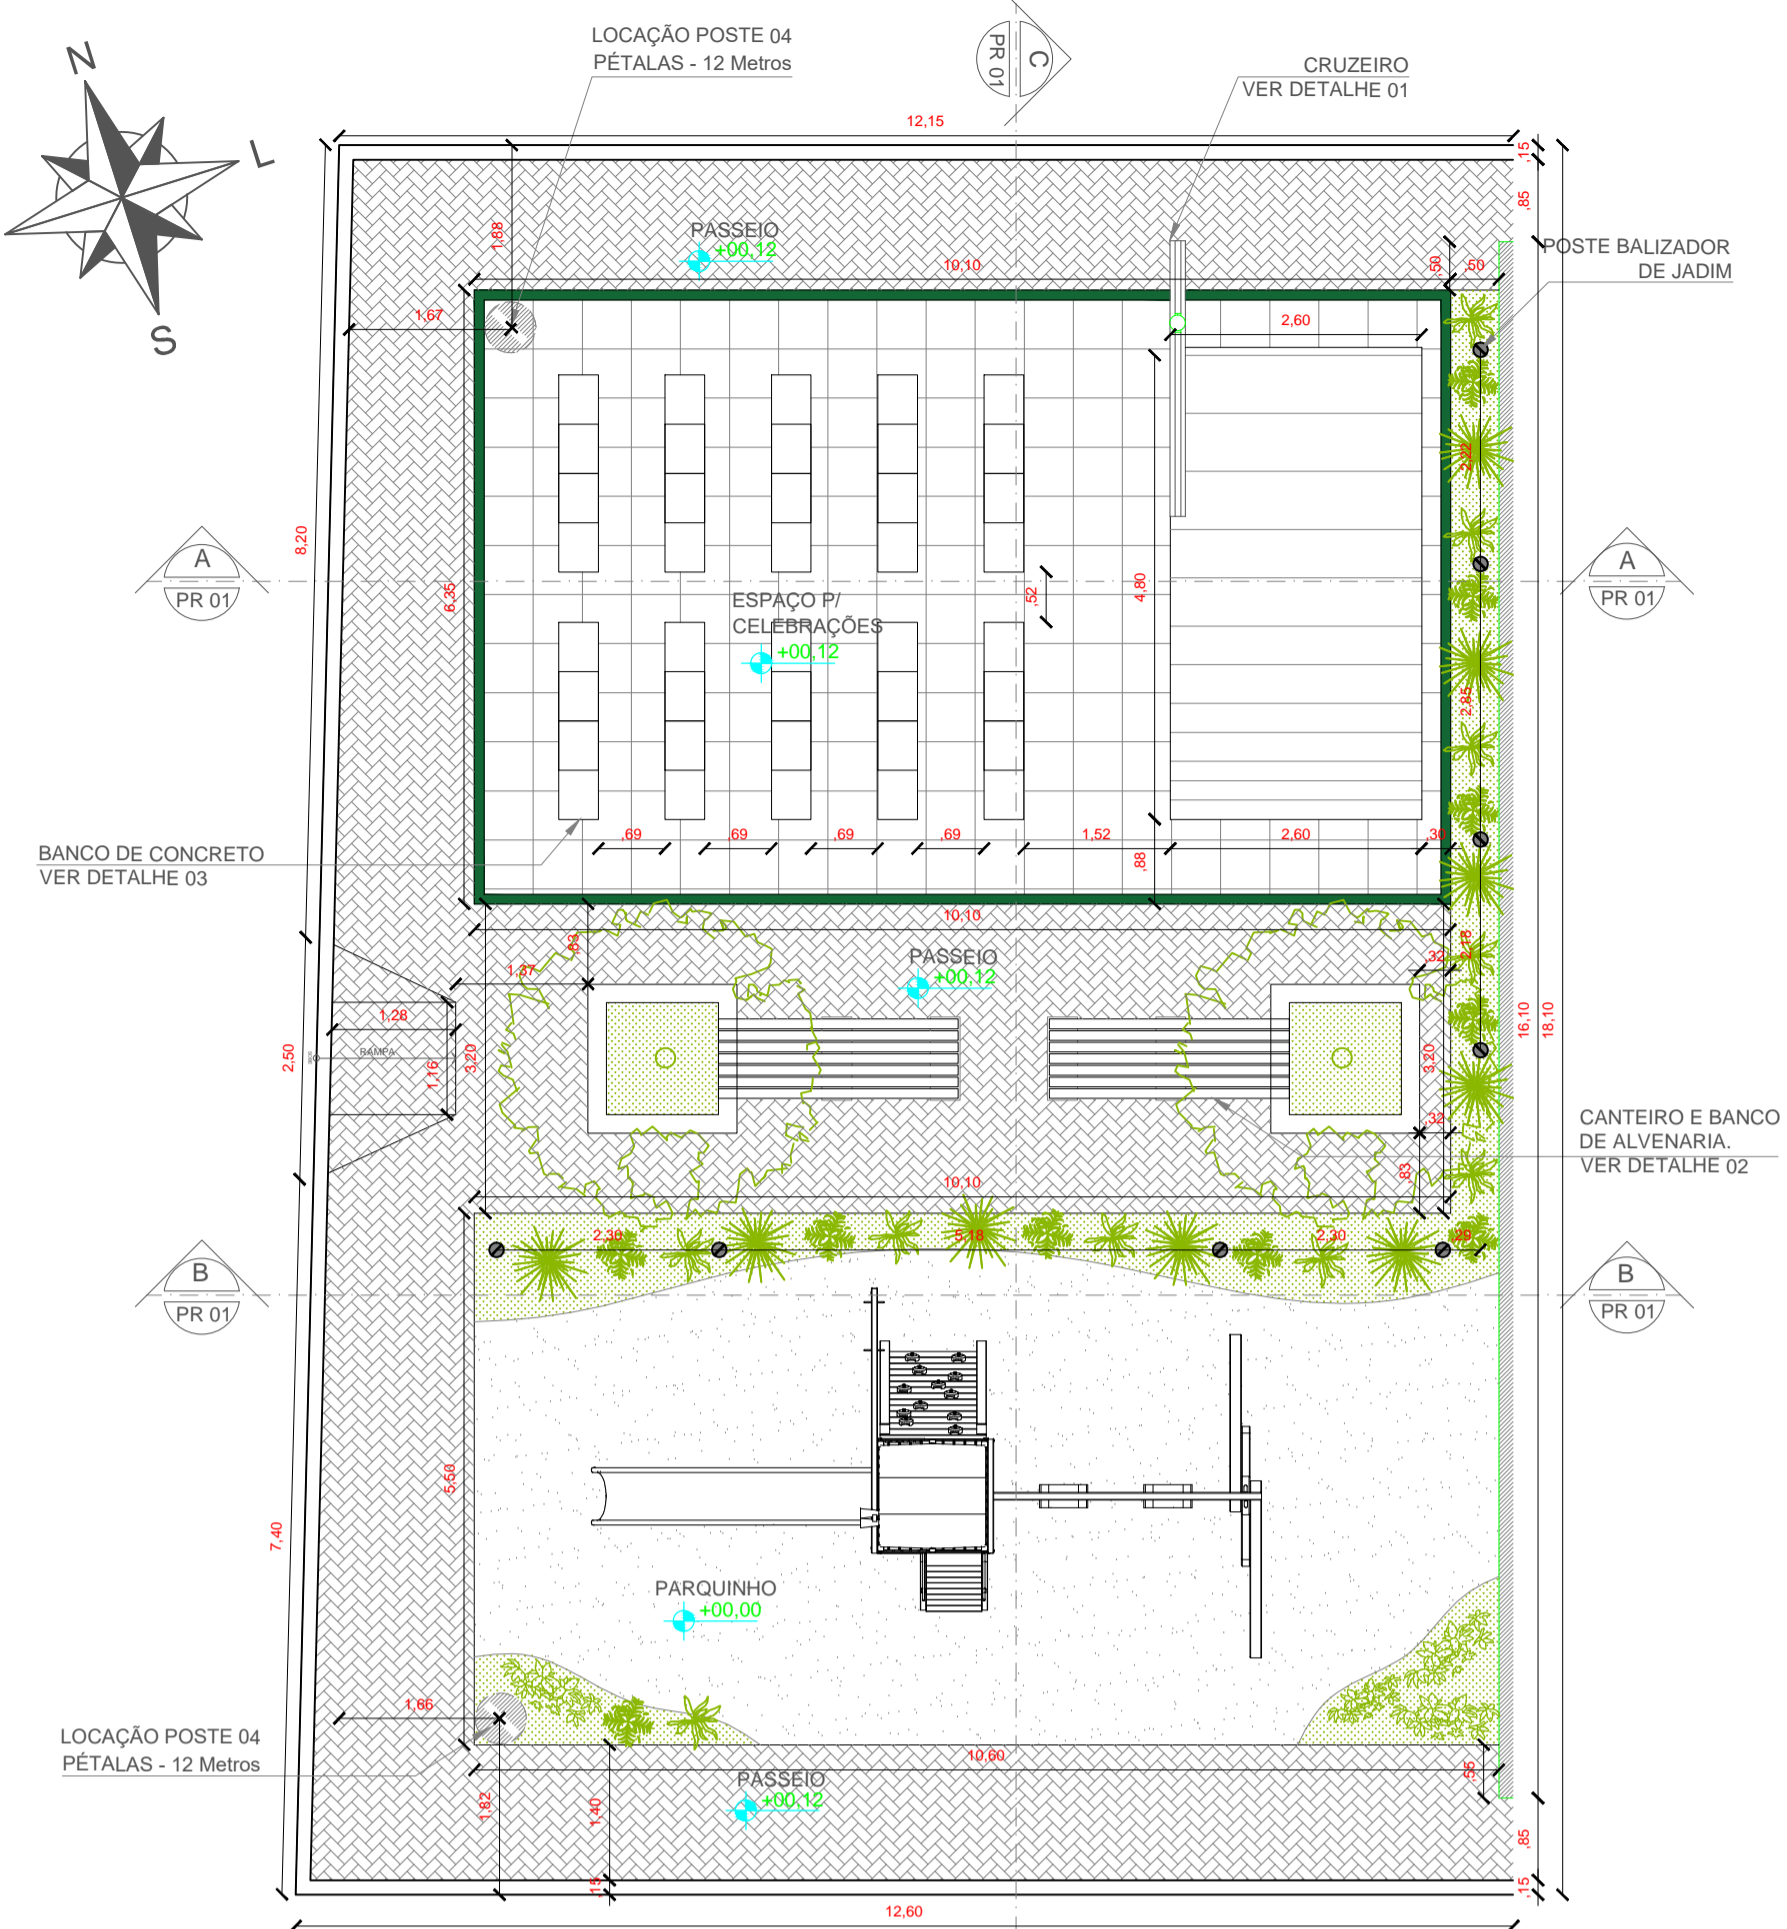 N
L
S
LOCAÇÃO POSTE 04
PÉTALAS - 12 Metros
C
PR 01
CRUZEIRO
VER DETALHE 01
12,15
,15
,85
1,88
PASSEIO
+00,12
10,10
,50
,50
POSTE BALIZADOR
DE JADIM
1,67
2,60
2,22
8,20
A
PR 01
A
PR 01
6,35
ESPAÇO P/
CELEBRAÇÕES
+00,12
,52
4,80
2,85
,69
,69
,69
,69
1,52
2,60
,30
,88
BANCO DE CONCRETO
VER DETALHE 03
10,10
,83
PASSEIO
+00,12
,32
2,18
1,37
1,28
RAMPA
2,50
1,16
3,20
3,20
16,10
18,10
,32
,83
CANTEIRO E BANCO
DE ALVENARIA.
VER DETALHE 02
10,10
2,30
5,18
2,30
,29
B
PR 01
B
PR 01
5,50
7,40
PARQUINHO
+00,00
1,66
LOCAÇÃO POSTE 04
PÉTALAS - 12 Metros
10,60
,55
PASSEIO
+00,12
1,82
1,40
,85
,15
,15
12,60